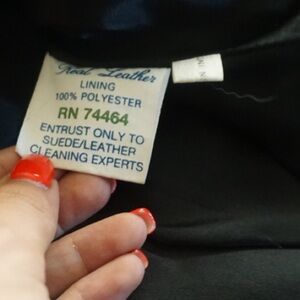 Real Leather
LINING
100% POLYESTER
RN 74464
ENTRUST ONLY TO
SUEDE/LEATHER
CLEANING EXPERTS